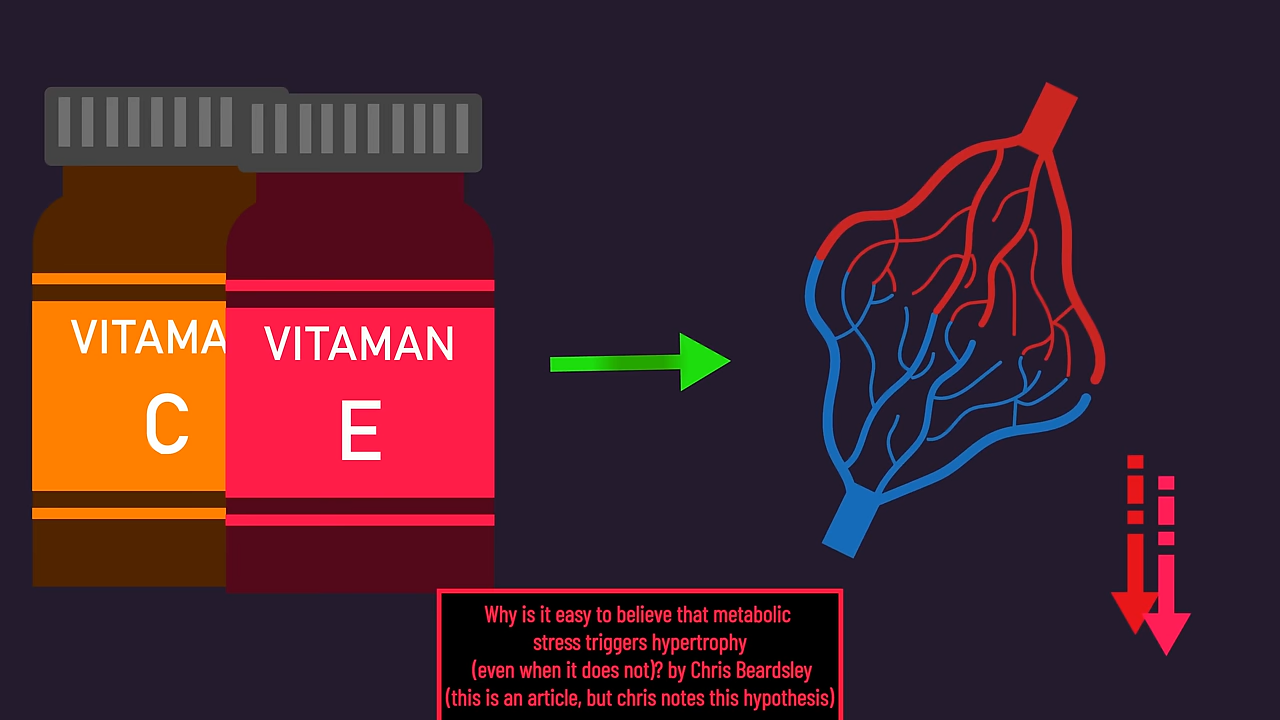 VITAMA
C
VITAMAN
E
Why is it easy to believe that metabolic
stress triggers hypertrophy
(even when it does not)? by Chris Beardsley
(this is an article, but chris notes this hypothesis)